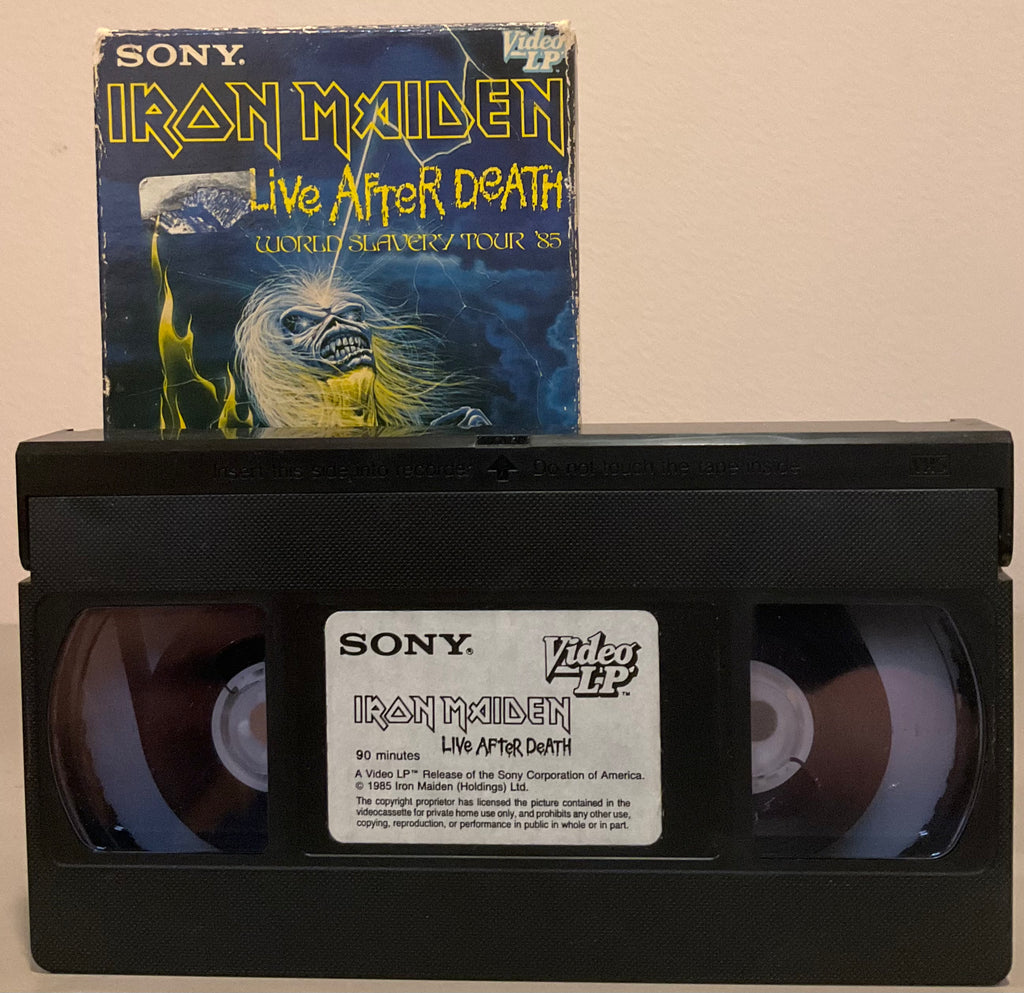 SONY.
Video LP™
IRON MAIDEN
LIVE AFTER DEATH
WORLD SLAVERY TOUR '85
Insert this side into recorder Do not touch the tape inside VHS
SONY®
Video LP™
IRON MAIDEN
LIVE AFTER DEATH
90 minutes
A Video LP™ Release of the Sony Corporation of America.
© 1985 Iron Maiden (Holdings) Ltd.
The copyright proprietor has licensed the picture contained in the
videocassette for private home use only, and prohibits any other use,
copying, reproduction, or performance in public in whole or in part.